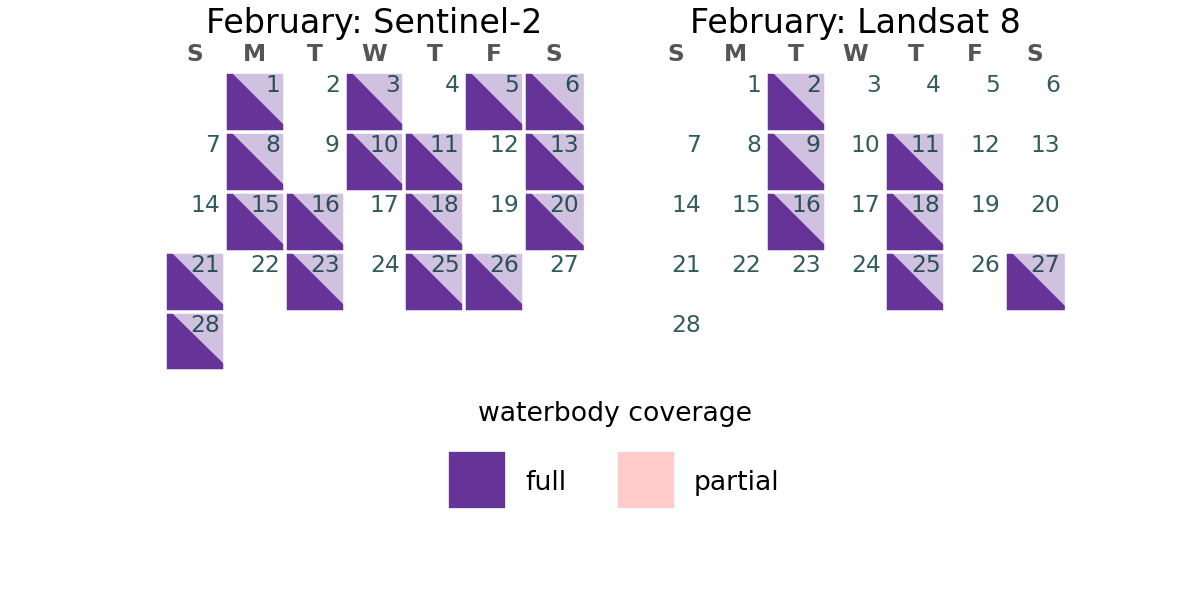 February: Sentinel-2
S M T W T F S
1 2 3 4 5 6
7 8 9 10 11 12 13
14 15 16 17 18 19 20
21 22 23 24 25 26 27
28
February: Landsat 8
S M T W T F S
1 2 3 4 5 6
7 8 9 10 11 12 13
14 15 16 17 18 19 20
21 22 23 24 25 26 27
28
waterbody coverage
full partial